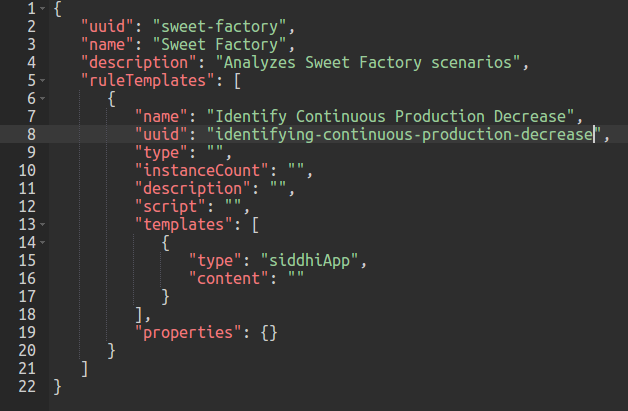 1 {
2 "uuid": "sweet-factory",
3 "name": "Sweet Factory",
4 "description": "Analyzes Sweet Factory scenarios",
5 "ruleTemplates": [
6 {
7 "name": "Identify Continuous Production Decrease",
8 "uuid": "identifying-continuous-production-decrease",
9 "type": "",
10 "instanceCount": "",
11 "description": "",
12 "script": "",
13 "templates": [
14 {
15 "type": "siddhiApp",
16 "content": ""
17 }
18 ],
19 "properties": {}
20 }
21 ]
22 }